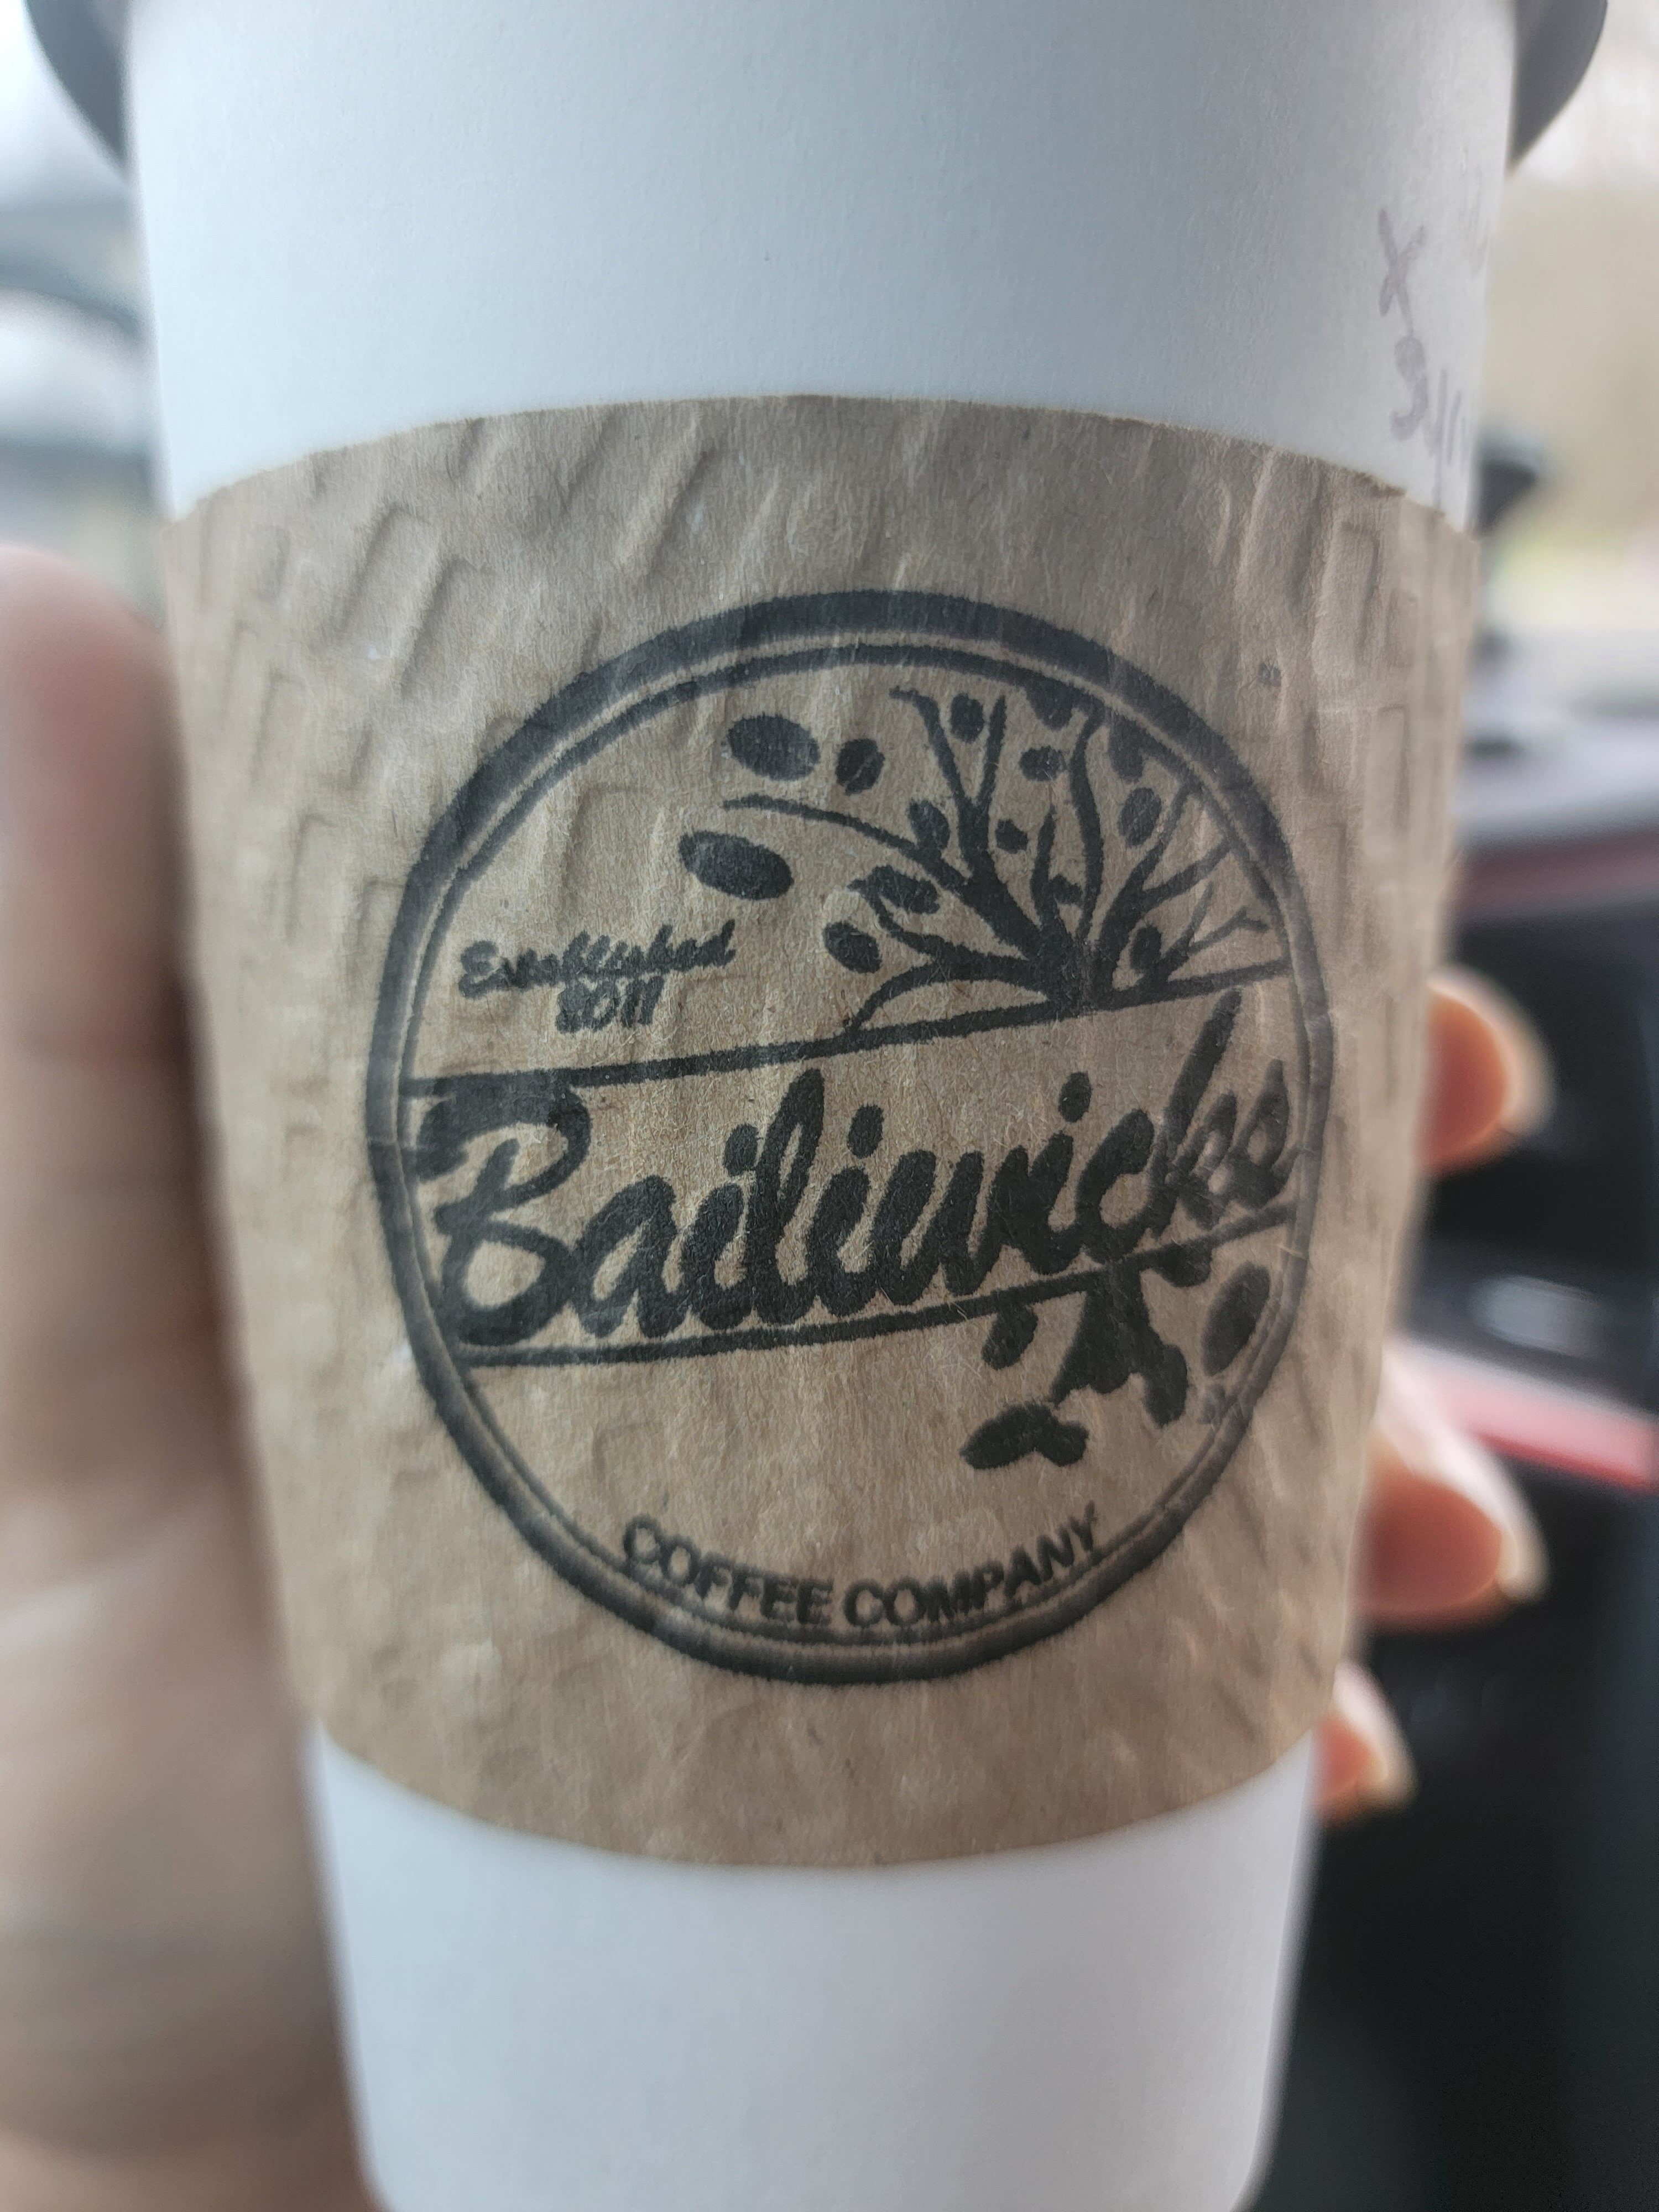 Established
2011
Bailiwicks
COFFEE COMPANY